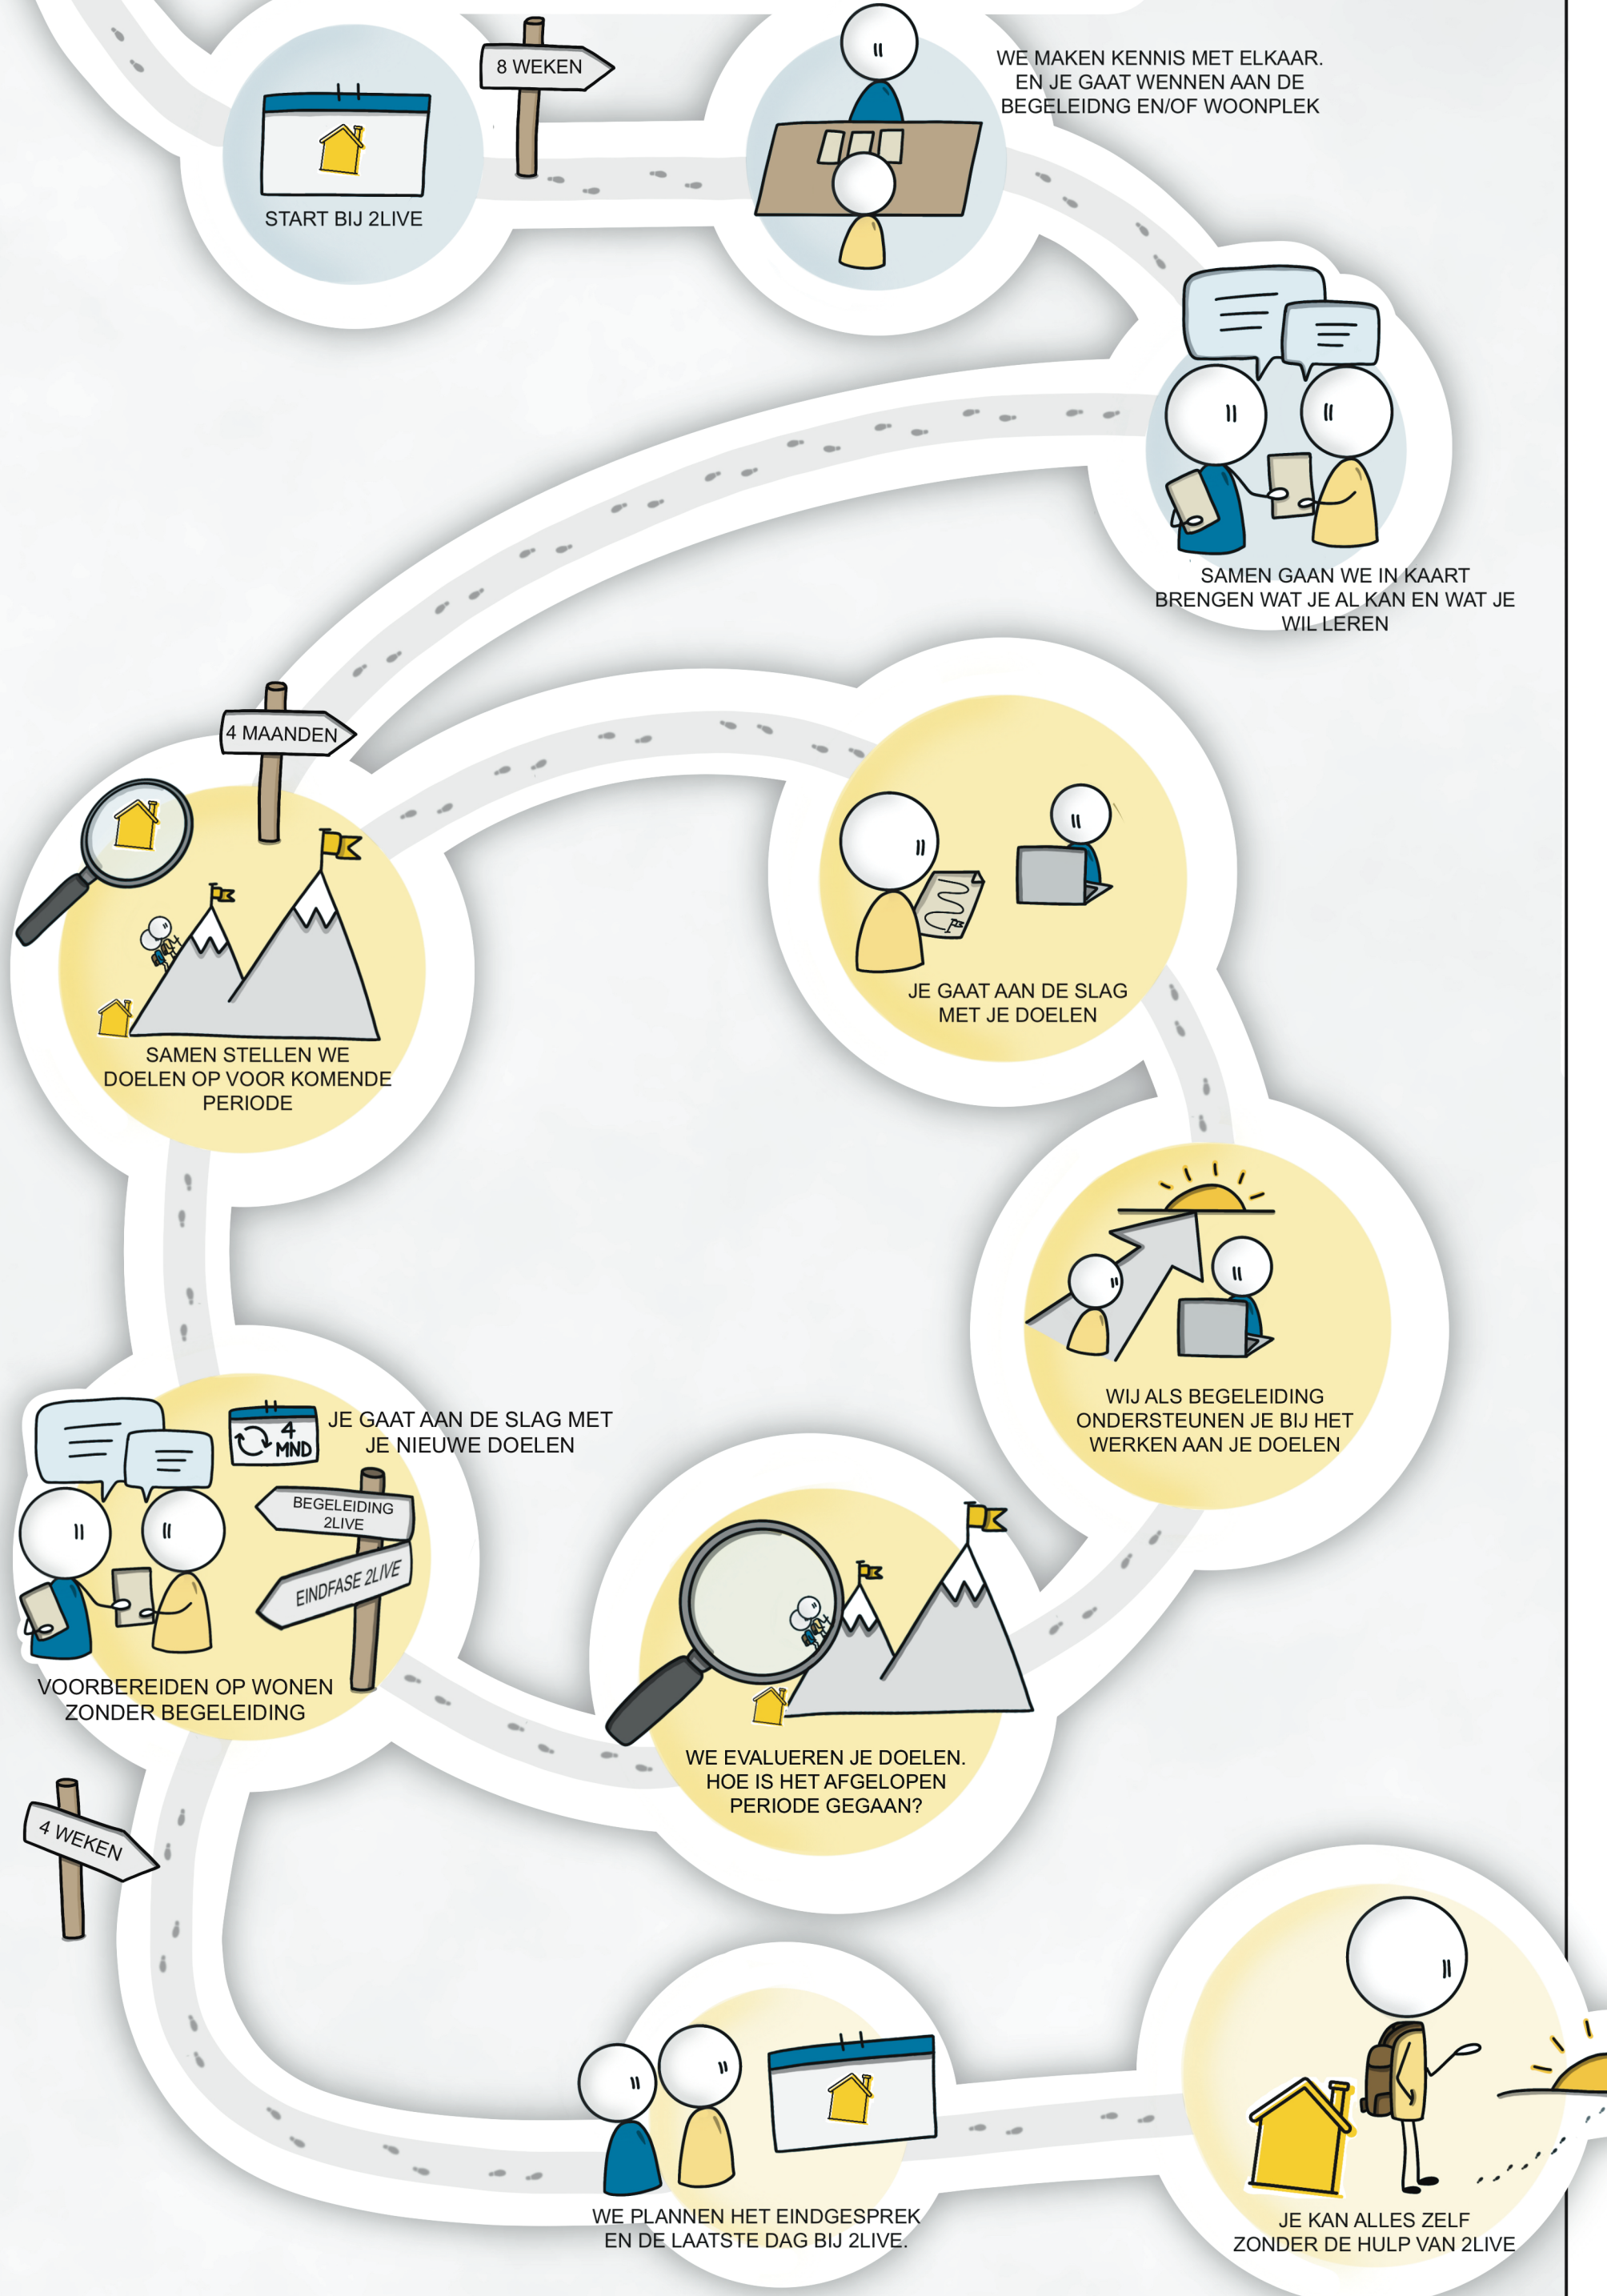 START BIJ 2LIVE
8 WEKEN
WE MAKEN KENNIS MET ELKAAR.
EN JE GAAT WENNEN AAN DE
BEGELEIDNG EN/OF WOONPLEK
SAMEN GAAN WE IN KAART
BRENGEN WAT JE AL KAN EN WAT JE
WIL LEREN
4 MAANDEN
SAMEN STELLEN WE
DOELEN OP VOOR KOMENDE
PERIODE
JE GAAT AAN DE SLAG
MET JE DOELEN
WIJ ALS BEGELEIDING
ONDERSTEUNEN JE BIJ HET
WERKEN AAN JE DOELEN
WE EVALUEREN JE DOELEN.
HOE IS HET AFGELOPEN
PERIODE GEGAAN?
4
MND
JE GAAT AAN DE SLAG MET
JE NIEUWE DOELEN
BEGELEIDING
2LIVE
EINDFASE 2LIVE
VOORBEREIDEN OP WONEN
ZONDER BEGELEIDING
4 WEKEN
WE PLANNEN HET EINDGESPREK
EN DE LAATSTE DAG BIJ 2LIVE.
JE KAN ALLES ZELF
ZONDER DE HULP VAN 2LIVE